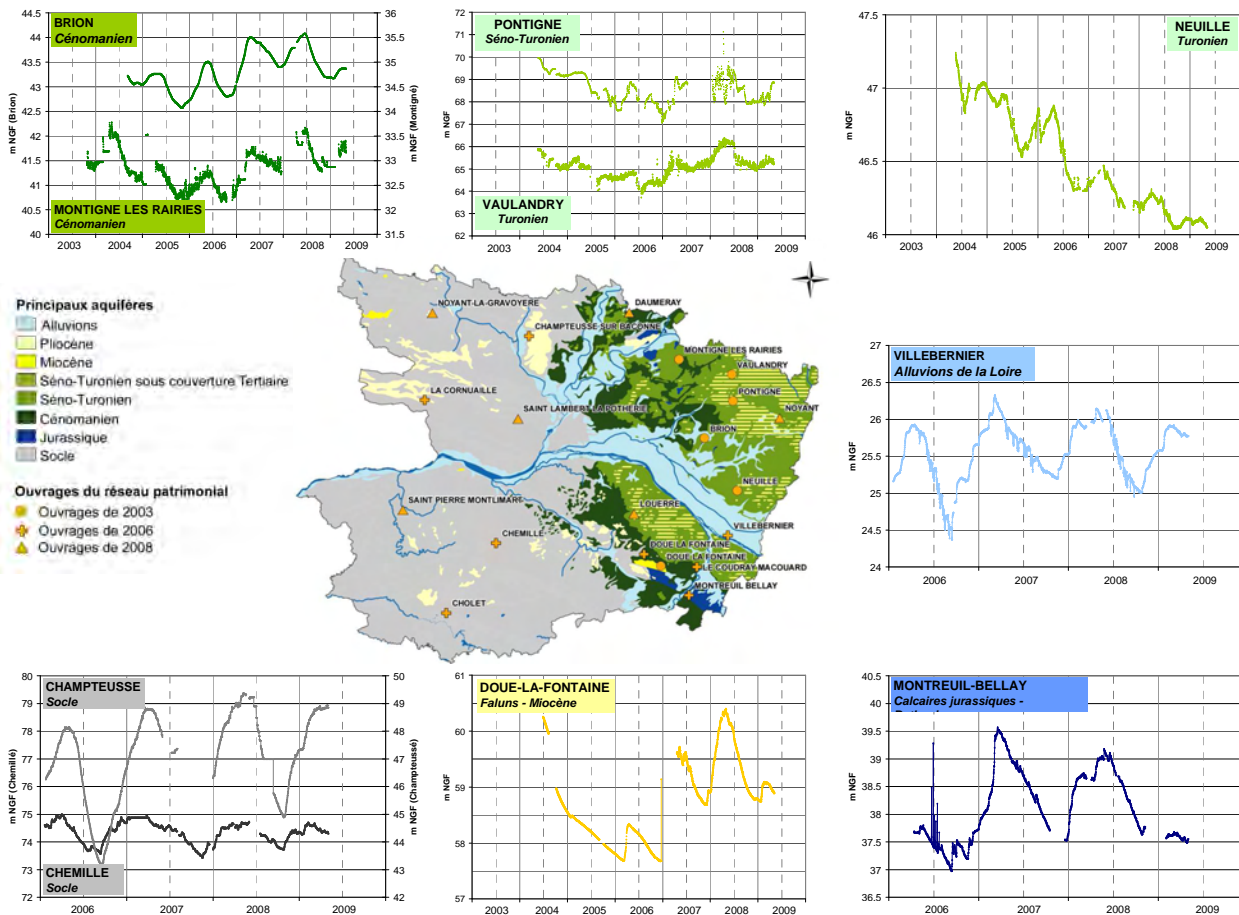 BRION
Cénomanien
MONTIGNE LES RAIRIES
Cénomanien
m NGF (Brion)
m NGF (Montigné)
44.5
44
43.5
43
42.5
42
41.5
41
40.5
40
36
35.5
35
34.5
34
33.5
33
32.5
32
31.5
2003 2004 2005 2006 2007 2008 2009
PONTIGNE
Séno-Turonien
VAULANDRY
Turonien
m NGF
72
71
70
69
68
67
66
65
64
63
62
2003 2004 2005 2006 2007 2008 2009
NEUILLE
Turonien
m NGF
47.5
47
46.5
46
2003 2004 2005 2006 2007 2008 2009
Principaux aquifères
Alluvions
Pliocène
Miocène
Séno-Turonien sous couverture Tertiaire
Séno-Turonien
Cénomanien
Jurassique
Socle
Ouvrages du réseau patrimonial
Ouvrages de 2003
Ouvrages de 2006
Ouvrages de 2008
NOYANT-LA-GRAVOYERE
DAUMERAY
CHAMPTEUSSE-SUR-BACONNE
MONTIGNE LES RAIRIES
VAULANDRY
LA CORNUAILLE
PONTIGNE
SAINT LAMBERT LA POTHERIE
NOYANT
BRION
NEUILLE
SAINT PIERRE MONTLIMART
LOUERRE
CHEMILLE
VILLEBERNIER
DOUE LA FONTAINE
DOUE LA FONTAINE
LE COUDRAY MACOUARD
MONTREUIL BELLAY
CHOLET
VILLEBERNIER
Alluvions de la Loire
m NGF
27
26.5
26
25.5
25
24.5
24
2006 2007 2008 2009
CHAMPTEUSSE
Socle
CHEMILLE
Socle
m NGF (Chemillé)
m NGF (Champteussé)
80
79
78
77
76
75
74
73
72
50
49
48
47
46
45
44
43
42
2006 2007 2008 2009
DOUE-LA-FONTAINE
Faluns - Miocène
m NGF
61
60
59
58
57
2003 2004 2005 2006 2007 2008 2009
MONTREUIL-BELLAY
Calcaires jurassiques -
m NGF
40.5
40
39.5
39
38.5
38
37.5
37
36.5
2006 2007 2008 2009